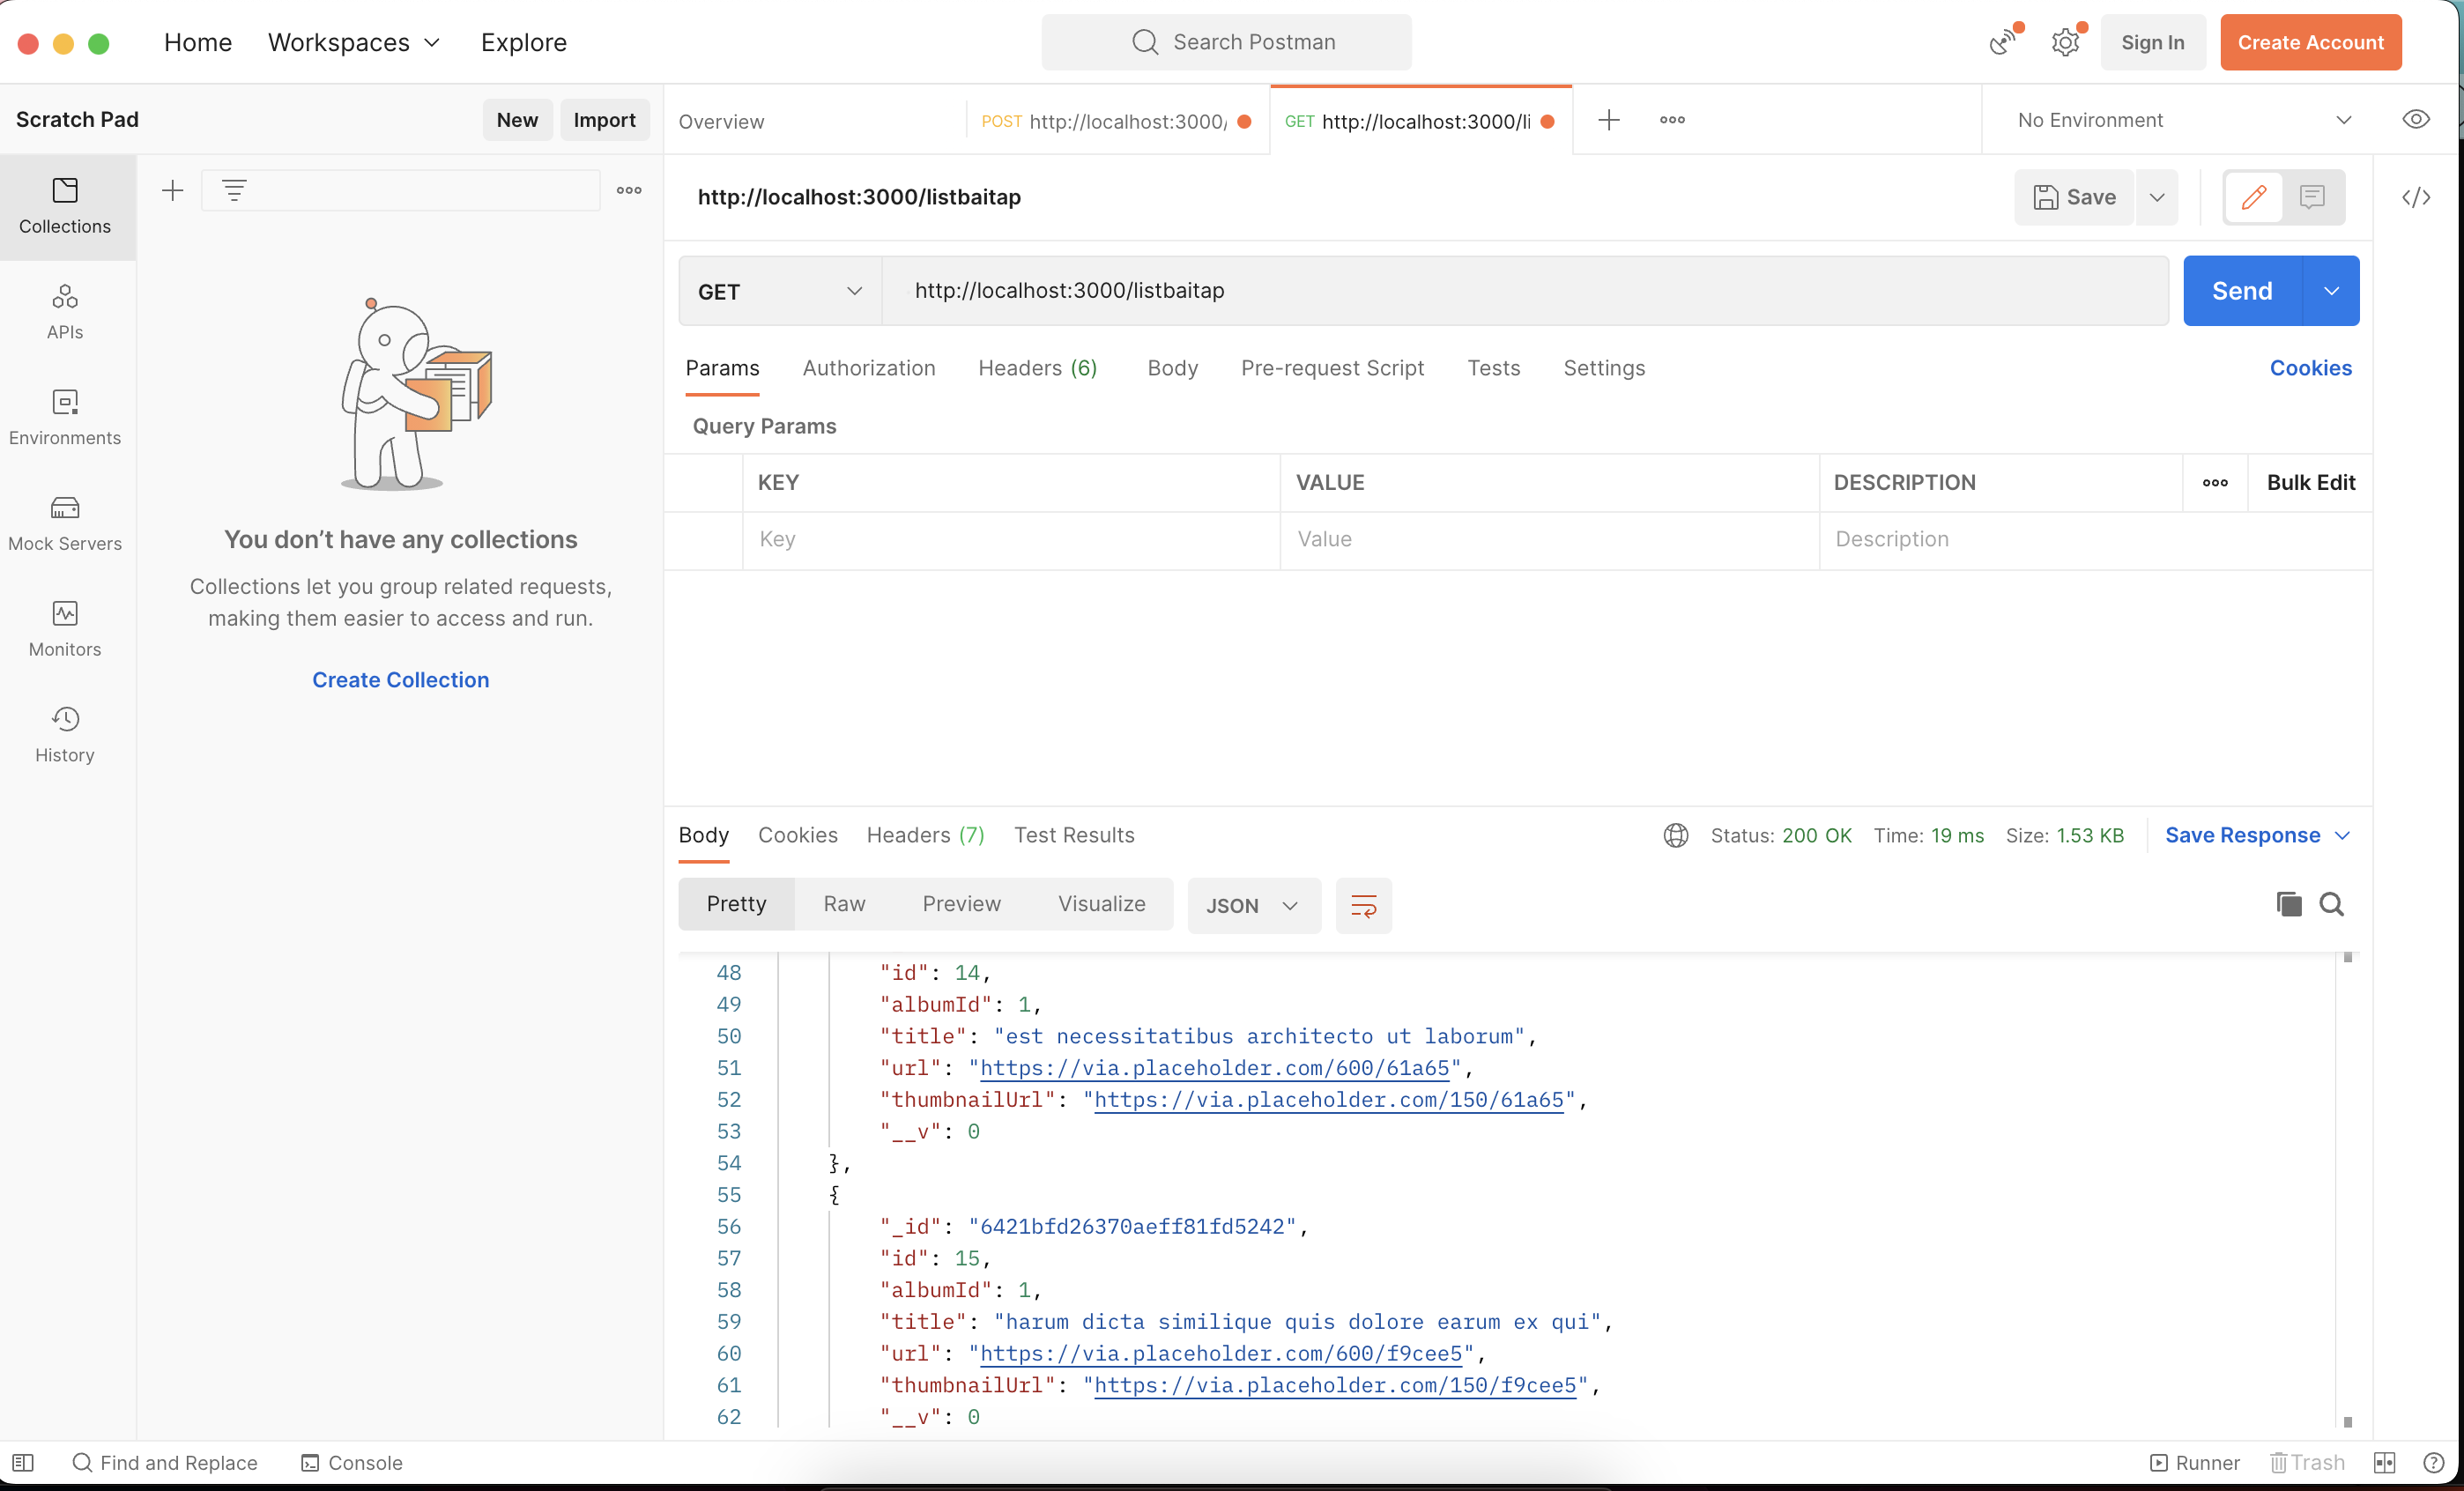 Home
Workspaces
Explore
Search Postman
Sign In
Create Account
Scratch Pad
New
Import
Overview
POST http://localhost:3000/
GET http://localhost:3000/li
No Environment
Collections
APIs
Environments
Mock Servers
Monitors
History
You don’t have any collections
Collections let you group related requests,
making them easier to access and run.
Create Collection
http://localhost:3000/listbaitap
Save
GET
http://localhost:3000/listbaitap
Send
Params
Authorization
Headers (6)
Body
Pre-request Script
Tests
Settings
Cookies
Query Params
KEY
VALUE
DESCRIPTION
Bulk Edit
Key
Value
Description
Body
Cookies
Headers (7)
Test Results
Status: 200 OK
Time: 19 ms
Size: 1.53 KB
Save Response
Pretty
Raw
Preview
Visualize
JSON
48 "id": 14,
49 "albumId": 1,
50 "title": "est necessitatibus architecto ut laborum",
51 "url": "https://via.placeholder.com/600/61a65",
52 "thumbnailUrl": "https://via.placeholder.com/150/61a65",
53 "__v": 0
54 },
55 {
56 "_id": "6421bfd26370aeff81fd5242",
57 "id": 15,
58 "albumId": 1,
59 "title": "harum dicta similique quis dolore earum ex qui",
60 "url": "https://via.placeholder.com/600/f9cee5",
61 "thumbnailUrl": "https://via.placeholder.com/150/f9cee5",
62 "__v": 0
Find and Replace
Console
Runner
Trash